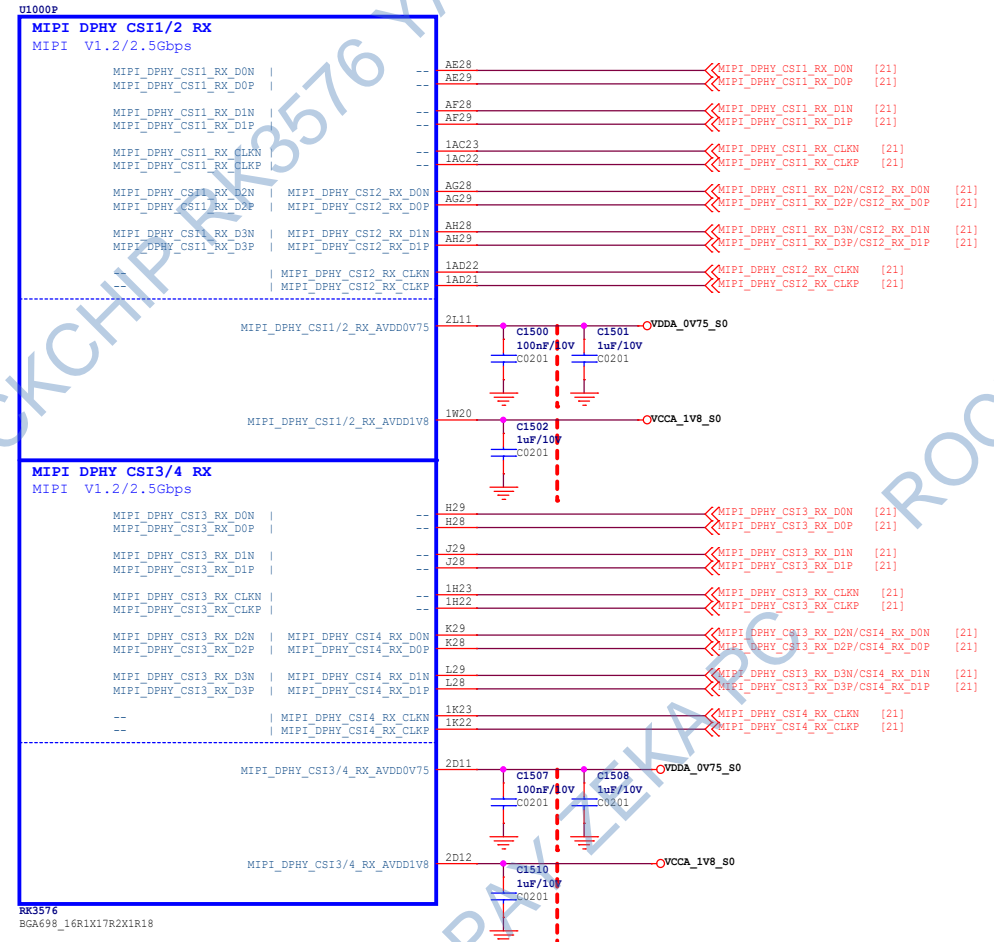 U1000P
MIPI DPHY CSI1/2 RX
MIPI V1.2/2.5Gbps
MIPI_DPHY_CSI1_RX_D0N | -- AE28 MIPI_DPHY_CSI1_RX_D0N [21]
MIPI_DPHY_CSI1_RX_D0P | -- AE29 MIPI_DPHY_CSI1_RX_D0P [21]
MIPI_DPHY_CSI1_RX_D1N | -- AF28 MIPI_DPHY_CSI1_RX_D1N [21]
MIPI_DPHY_CSI1_RX_D1P | -- AF29 MIPI_DPHY_CSI1_RX_D1P [21]
MIPI_DPHY_CSI1_RX_CLKN | -- 1AC23 MIPI_DPHY_CSI1_RX_CLKN [21]
MIPI_DPHY_CSI1_RX_CLKP | -- 1AC22 MIPI_DPHY_CSI1_RX_CLKP [21]
MIPI_DPHY_CSI1_RX_D2N | MIPI_DPHY_CSI2_RX_D0N AG28 MIPI_DPHY_CSI1_RX_D2N/CSI2_RX_D0N [21]
MIPI_DPHY_CSI1_RX_D2P | MIPI_DPHY_CSI2_RX_D0P AG29 MIPI_DPHY_CSI1_RX_D2P/CSI2_RX_D0P [21]
MIPI_DPHY_CSI1_RX_D3N | MIPI_DPHY_CSI2_RX_D1N AH28 MIPI_DPHY_CSI1_RX_D3N/CSI2_RX_D1N [21]
MIPI_DPHY_CSI1_RX_D3P | MIPI_DPHY_CSI2_RX_D1P AH29 MIPI_DPHY_CSI1_RX_D3P/CSI2_RX_D1P [21]
-- | MIPI_DPHY_CSI2_RX_CLKN 1AD22 MIPI_DPHY_CSI2_RX_CLKN [21]
-- | MIPI_DPHY_CSI2_RX_CLKP 1AD21 MIPI_DPHY_CSI2_RX_CLKP [21]
MIPI_DPHY_CSI1/2_RX_AVDD0V75 2L11 VDDA_0V75_S0
C1500 C1501
100nF/10V 1uF/10V
C0201 C0201
MIPI_DPHY_CSI1/2_RX_AVDD1V8 1W20 VCCA_1V8_S0
C1502
1uF/10V
C0201
MIPI DPHY CSI3/4 RX
MIPI V1.2/2.5Gbps
MIPI_DPHY_CSI3_RX_D0N | -- H29 MIPI_DPHY_CSI3_RX_D0N [21]
MIPI_DPHY_CSI3_RX_D0P | -- H28 MIPI_DPHY_CSI3_RX_D0P [21]
MIPI_DPHY_CSI3_RX_D1N | -- J29 MIPI_DPHY_CSI3_RX_D1N [21]
MIPI_DPHY_CSI3_RX_D1P | -- J28 MIPI_DPHY_CSI3_RX_D1P [21]
MIPI_DPHY_CSI3_RX_CLKN | -- 1H23 MIPI_DPHY_CSI3_RX_CLKN [21]
MIPI_DPHY_CSI3_RX_CLKP | -- 1H22 MIPI_DPHY_CSI3_RX_CLKP [21]
MIPI_DPHY_CSI3_RX_D2N | MIPI_DPHY_CSI4_RX_D0N K29 MIPI_DPHY_CSI3_RX_D2N/CSI4_RX_D0N [21]
MIPI_DPHY_CSI3_RX_D2P | MIPI_DPHY_CSI4_RX_D0P K28 MIPI_DPHY_CSI3_RX_D2P/CSI4_RX_D0P [21]
MIPI_DPHY_CSI3_RX_D3N | MIPI_DPHY_CSI4_RX_D1N L29 MIPI_DPHY_CSI3_RX_D3N/CSI4_RX_D1N [21]
MIPI_DPHY_CSI3_RX_D3P | MIPI_DPHY_CSI4_RX_D1P L28 MIPI_DPHY_CSI3_RX_D3P/CSI4_RX_D1P [21]
-- | MIPI_DPHY_CSI4_RX_CLKN 1K23 MIPI_DPHY_CSI4_RX_CLKN [21]
-- | MIPI_DPHY_CSI4_RX_CLKP 1K22 MIPI_DPHY_CSI4_RX_CLKP [21]
MIPI_DPHY_CSI3/4_RX_AVDD0V75 2D11 VDDA_0V75_S0
C1507 C1508
100nF/10V 1uF/10V
C0201 C0201
MIPI_DPHY_CSI3/4_RX_AVDD1V8 2D12 VCCA_1V8_S0
C1510
1uF/10V
C0201
RK3576
BGA698_16R1X17R2X1R18
CKCHIP RK3576 YA
ROC
PAY ZEKA PC